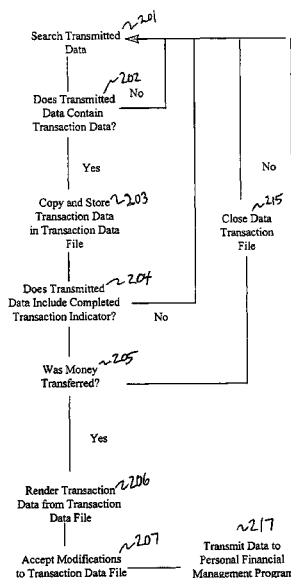 201
Search Transmitted
Data
202
No
Does Transmitted
Data Contain
Transaction Data?
Yes
No
203
Copy and Store
Transaction Data
in Transaction Data
File
215
Close Data
Transaction
File
204
Does Transmitted
Data Include Completed
Transaction Indicator?
No
205
Was Money
Transferred?
Yes
206
Render Transaction
Data from Transaction
Data File
207
Accept Modifications
to Transaction Data File
217
Transmit Data to
Personal Financial
Management Program